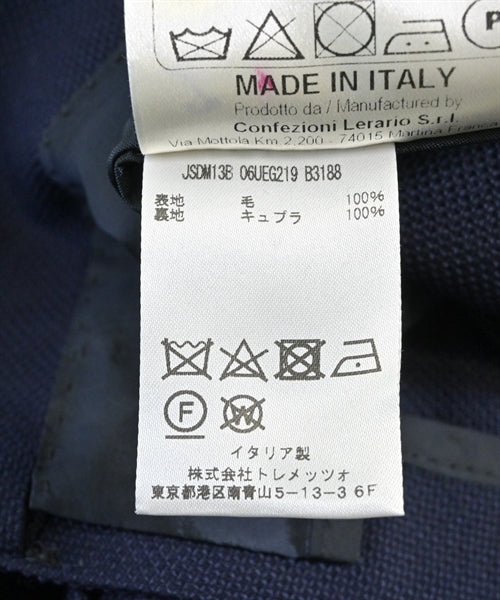 P
MADE IN ITALY
Prodotto da / Manufactured by
Confezioni Lerario S.r.l.
Via Mottola Km 2,200 - 74015 Martina Franca
JSDM13B 06UEG219 B3188
表地 毛 100%
裏地 キュプラ 100%
F W
イタリア製
株式会社トレメッツォ
東京都港区南青山5-13-3 6F